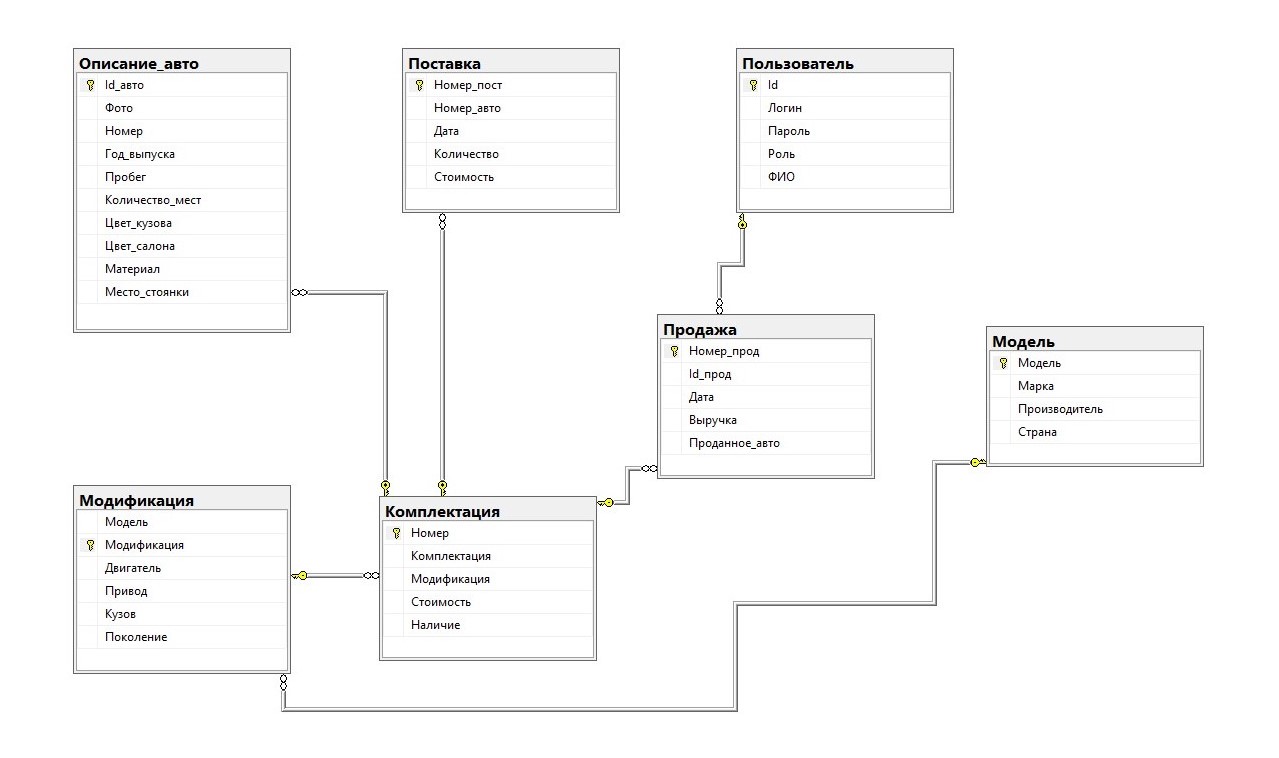 Описание_авто
Id_авто
Фото
Номер
Год_выпуска
Пробег
Количество_мест
Цвет_кузова
Цвет_салона
Материал
Место_стоянки
Поставка
Номер_пост
Номер_авто
Дата
Количество
Стоимость
Пользователь
Id
Логин
Пароль
Роль
ФИО
Продажа
Номер_прод
Id_прод
Дата
Выручка
Проданное_авто
Модель
Модель
Марка
Производитель
Страна
Модификация
Модель
Модификация
Двигатель
Привод
Кузов
Поколение
Комплектация
Номер
Комплектация
Модификация
Стоимость
Наличие